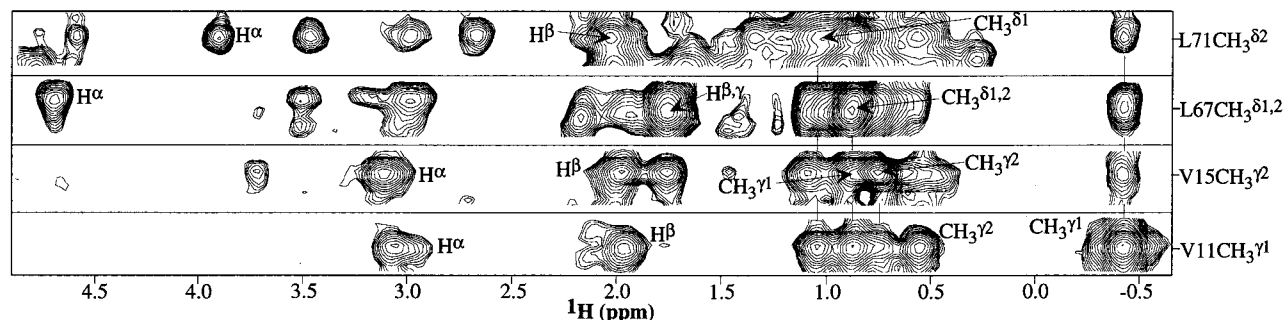 Hα Hβ CH3δ1 L71CH3δ2
Hα Hβ,γ CH3δ1,2 L67CH3δ1,2
Hα Hβ CH3γ1 CH3γ2 V15CH3γ2
Hα Hβ CH3γ2 CH3γ1 V11CH3γ1
4.5 4.0 3.5 3.0 2.5 2.0 1.5 1.0 0.5 0.0 -0.5
1H (ppm)